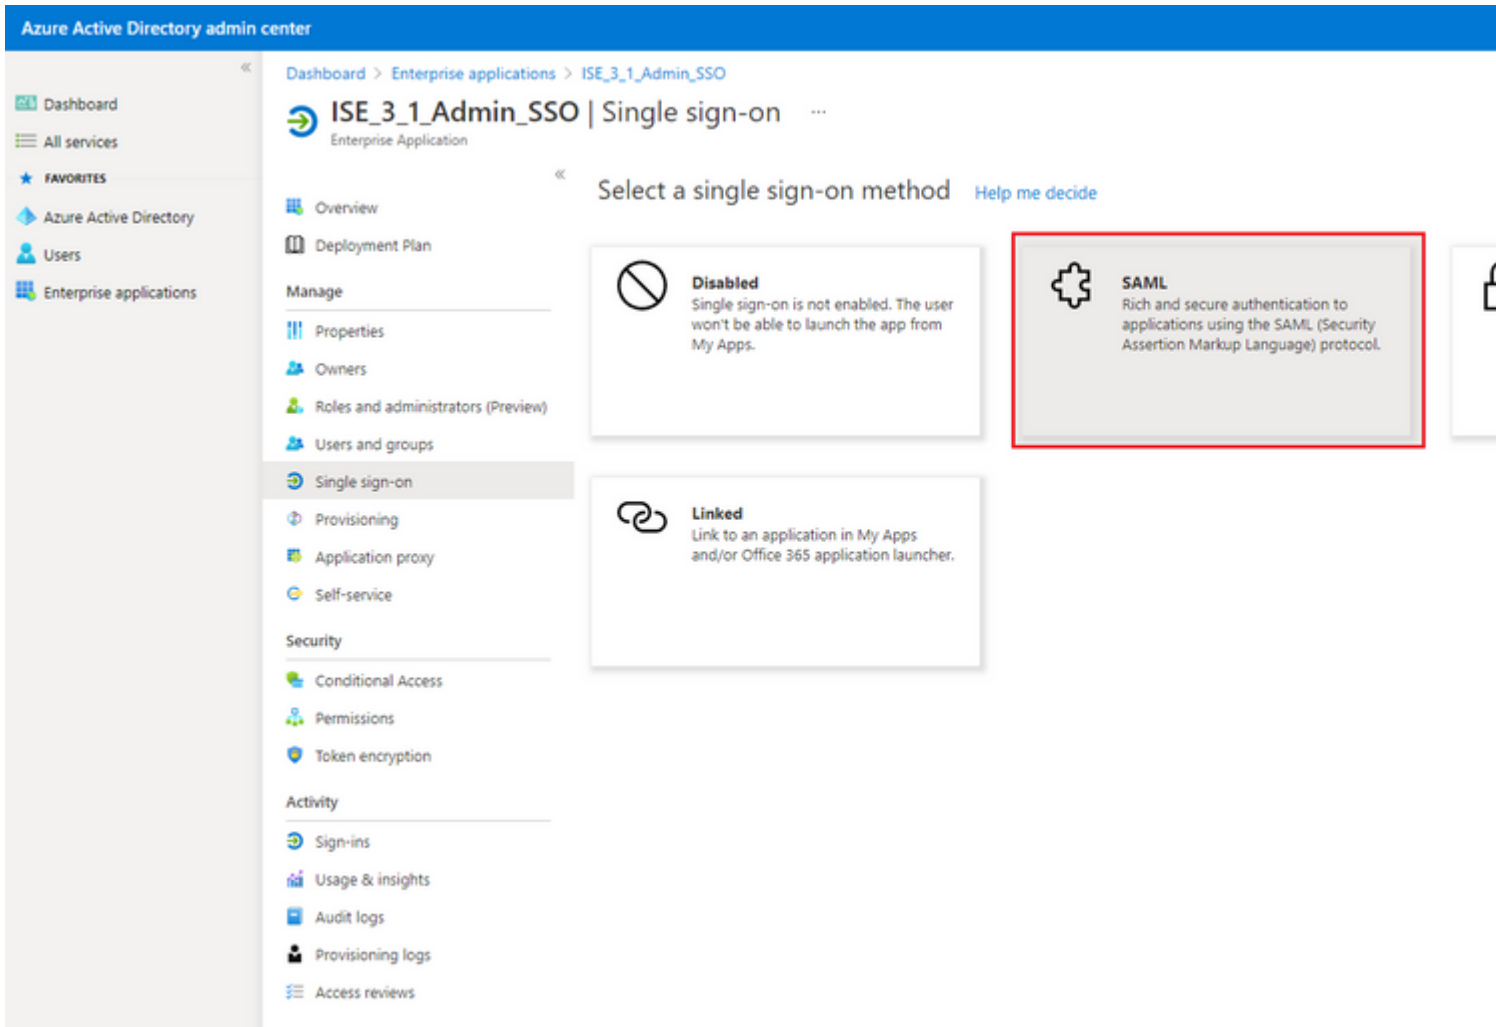 Azure Active Directory admin center
«
Dashboard
All services
FAVORITES
Azure Active Directory
Users
Enterprise applications
Dashboard > Enterprise applications > ISE_3_1_Admin_SSO
ISE_3_1_Admin_SSO | Single sign-on ...
Enterprise Application
«
Overview
Deployment Plan
Manage
Properties
Owners
Roles and administrators (Preview)
Users and groups
Single sign-on
Provisioning
Application proxy
Self-service
Security
Conditional Access
Permissions
Token encryption
Activity
Sign-ins
Usage & insights
Audit logs
Provisioning logs
Access reviews
Select a single sign-on method Help me decide
Disabled
Single sign-on is not enabled. The user
won't be able to launch the app from
My Apps.
SAML
Rich and secure authentication to
applications using the SAML (Security
Assertion Markup Language) protocol.
Linked
Link to an application in My Apps
and/or Office 365 application launcher.